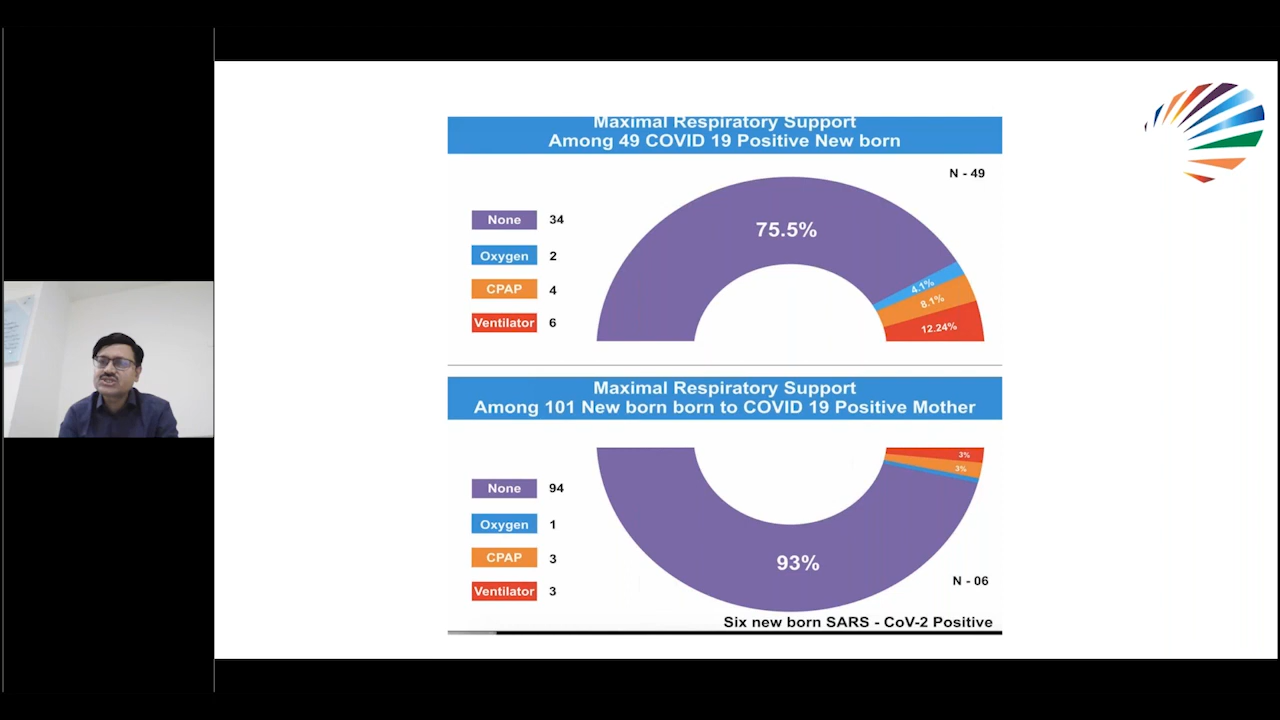 Maximal Respiratory Support
Among 49 COVID 19 Positive New born
N - 49
None 34
Oxygen 2
CPAP 4
Ventilator 6
75.5%
4.1%
8.1%
12.24%
Maximal Respiratory Support
Among 101 New born born to COVID 19 Positive Mother
None 94
Oxygen 1
CPAP 3
Ventilator 3
3%
3%
93%
N - 06
Six new born SARS - CoV-2 Positive